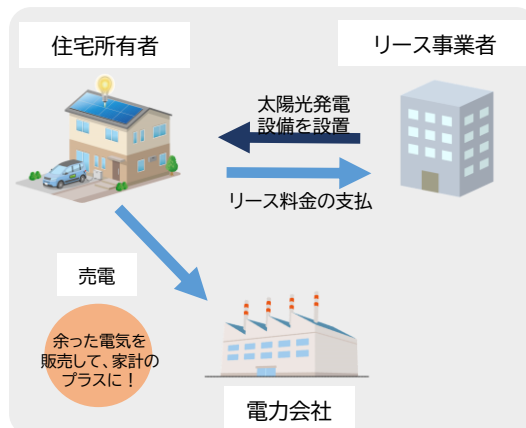 住宅所有者
リース事業者
太陽光発電
設備を設置
リース料金の支払
売電
余った電気を
販売して、家計の
プラスに！
電力会社